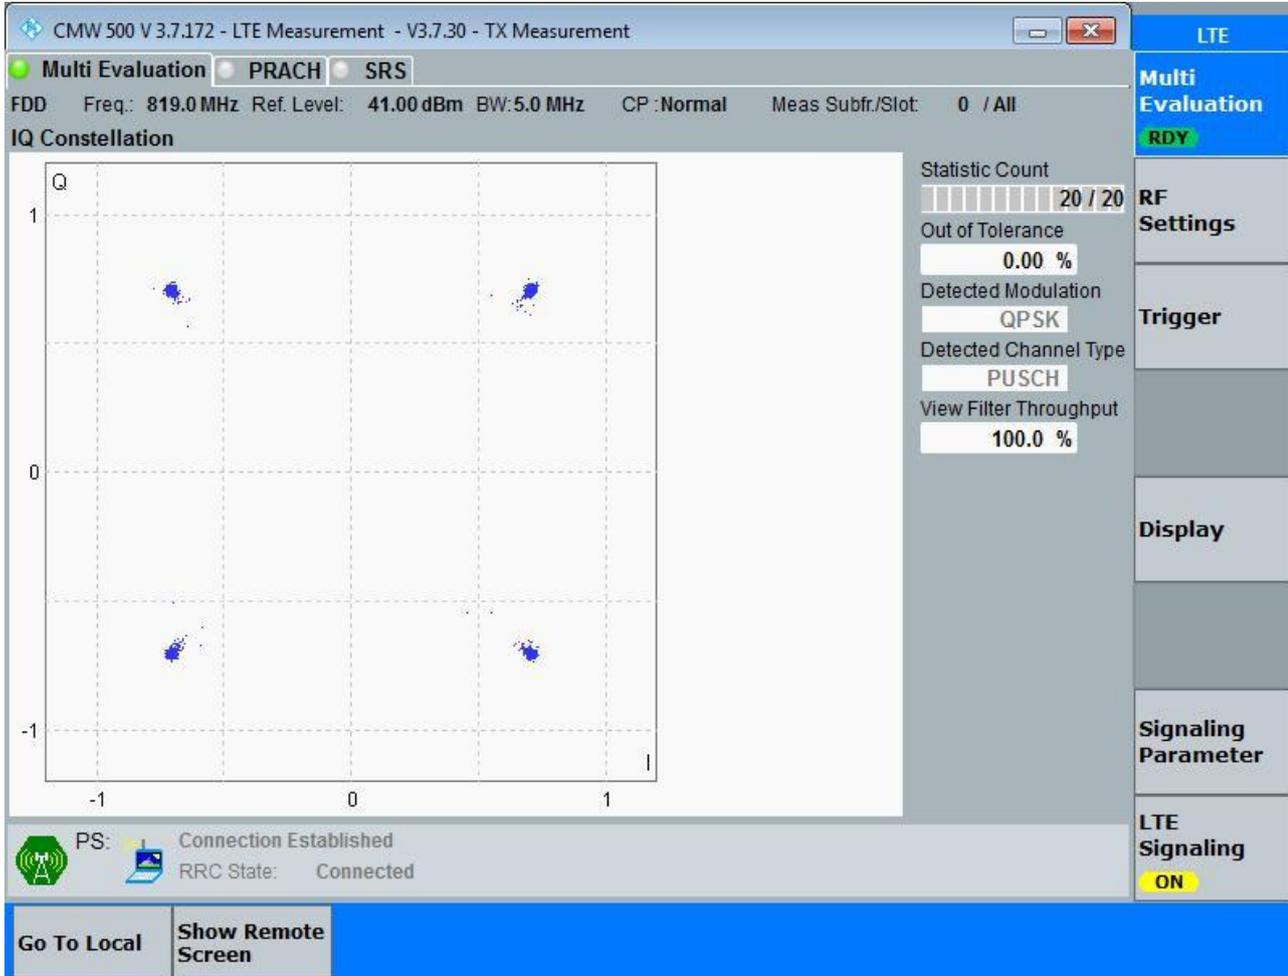 CMW 500 V 3.7.172 - LTE Measurement - V3.7.30 - TX Measurement
LTE
Multi Evaluation PRACH SRS
Multi
Evaluation
RDY
FDD Freq.: 819.0 MHz Ref. Level: 41.00 dBm BW: 5.0 MHz CP : Normal Meas Subfr./Slot: 0 / All
IQ Constellation
Q
1
0
-1
I
-1 0 1
Statistic Count
20 / 20
Out of Tolerance
0.00 %
Detected Modulation
QPSK
Detected Channel Type
PUSCH
View Filter Throughput
100.0 %
RF
Settings
Trigger
Display
Signaling
Parameter
LTE
Signaling
ON
PS: Connection Established
RRC State: Connected
Go To Local
Show Remote
Screen